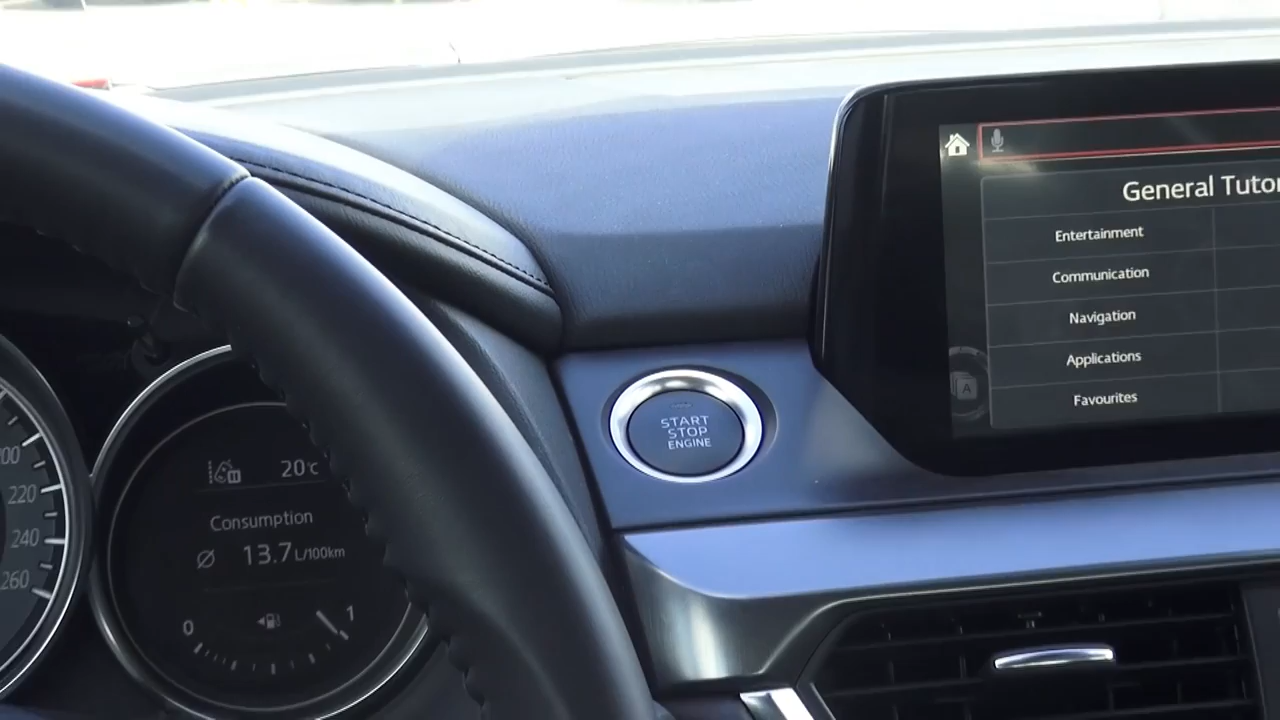 General Tutor
Entertainment
Communication
Navigation
Applications
Favourites
A
START
STOP
ENGINE
20°C
Consumption
Ø 13.7 L/100km
0
1
220
240
260